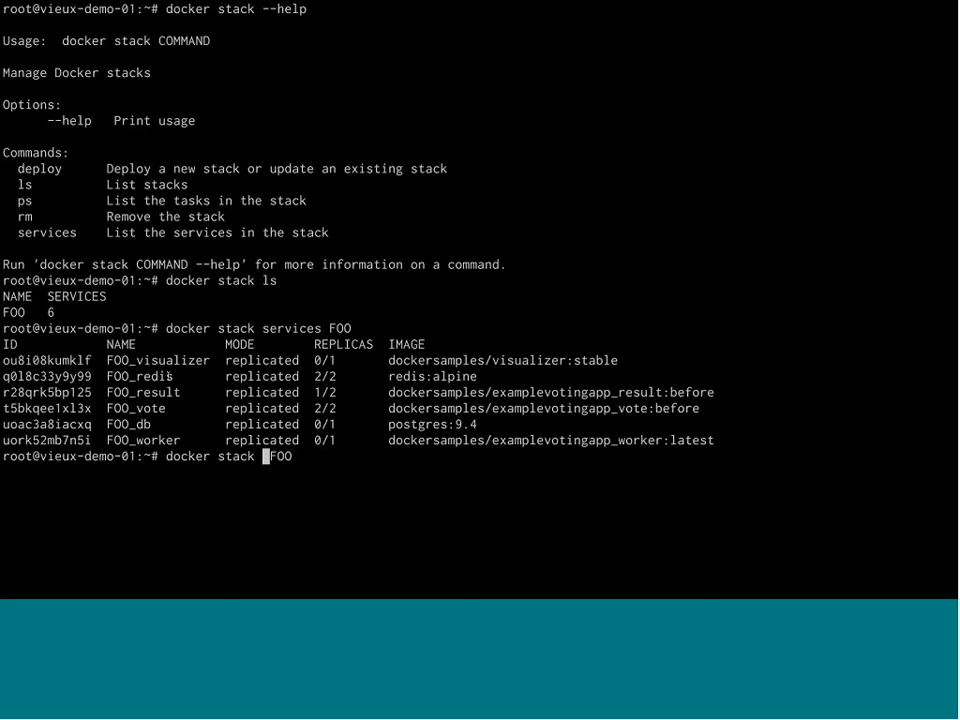 root@vieux-demo-01:~# docker stack --help
Usage:  docker stack COMMAND
Manage Docker stacks
Options:
      --help   Print usage
Commands:
  deploy      Deploy a new stack or update an existing stack
  ls          List stacks
  ps          List the tasks in the stack
  rm          Remove the stack
  services    List the services in the stack
Run 'docker stack COMMAND --help' for more information on a command.
root@vieux-demo-01:~# docker stack ls
NAME  SERVICES
FOO   6
root@vieux-demo-01:~# docker stack services FOO
ID            NAME            MODE        REPLICAS  IMAGE
ou8i08kumklf  FOO_visualizer  replicated  0/1       dockersamples/visualizer:stable
q0l8c33y9y99  FOO_redis       replicated  2/2       redis:alpine
r28qrk5bp125  FOO_result      replicated  1/2       dockersamples/examplevotingapp_result:before
t5bkqee1xl3x  FOO_vote        replicated  2/2       dockersamples/examplevotingapp_vote:before
uoac3a8iacxq  FOO_db          replicated  0/1       postgres:9.4
uork52mb7n5i  FOO_worker      replicated  0/1       dockersamples/examplevotingapp_worker:latest
root@vieux-demo-01:~# docker stack FOO